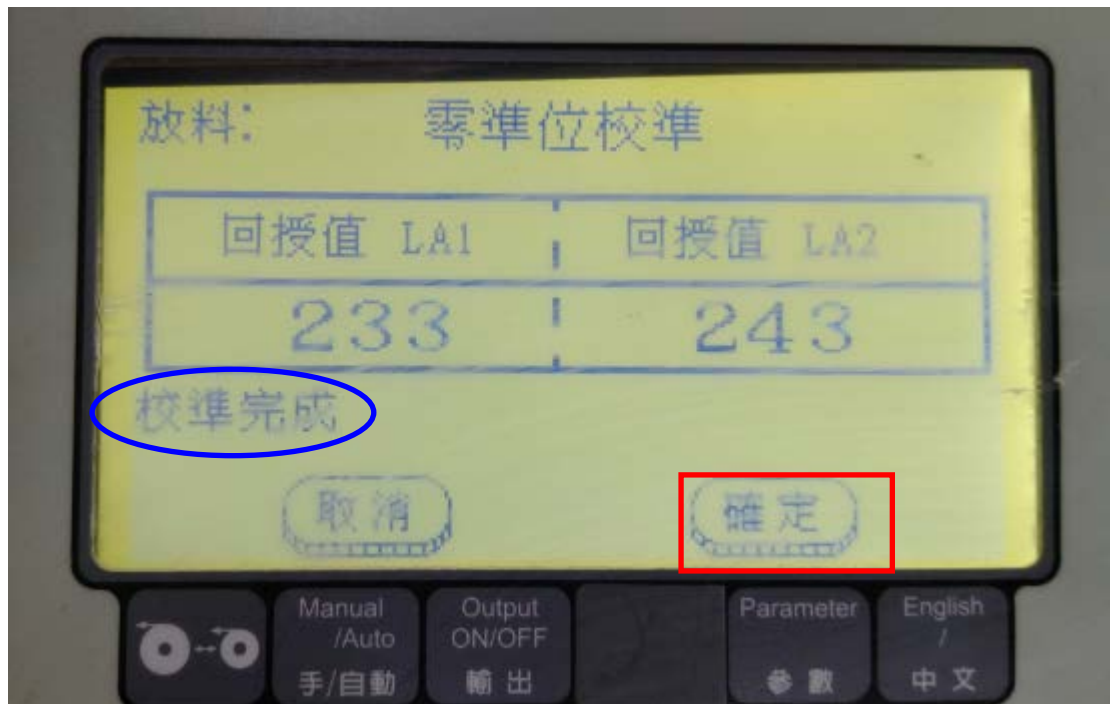 放料: 零準位校準
回授值 LA1 回授值 LA2
233 243
校準完成
取消 確定
Manual
/Auto
手/自動
Output
ON/OFF
輸出
Parameter
參數
English
/
中文